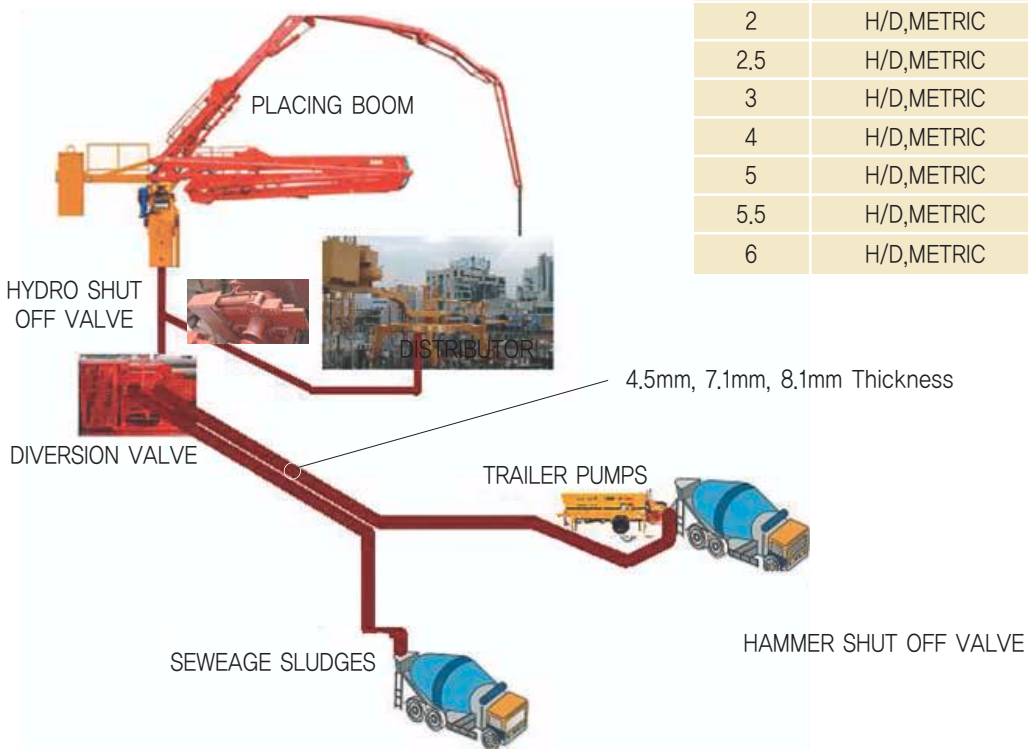 2 H/D,METRIC
2.5 H/D,METRIC
3 H/D,METRIC
4 H/D,METRIC
5 H/D,METRIC
5.5 H/D,METRIC
6 H/D,METRIC
PLACING BOOM
HYDRO SHUT
OFF VALVE
DISTRIBUTOR
4.5mm, 7.1mm, 8.1mm Thickness
DIVERSION VALVE
TRAILER PUMPS
HAMMER SHUT OFF VALVE
SEWEAGE SLUDGES